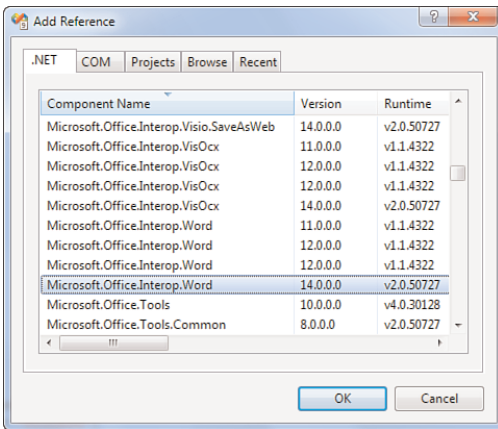 Add Reference
.NET COM Projects Browse Recent
Component Name Version Runtime
Microsoft.Office.Interop.Visio.SaveAsWeb 14.0.0.0 v2.0.50727
Microsoft.Office.Interop.VisOcx 11.0.0.0 v1.1.4322
Microsoft.Office.Interop.VisOcx 12.0.0.0 v1.1.4322
Microsoft.Office.Interop.VisOcx 12.0.0.0 v1.1.4322
Microsoft.Office.Interop.VisOcx 14.0.0.0 v2.0.50727
Microsoft.Office.Interop.Word 11.0.0.0 v1.1.4322
Microsoft.Office.Interop.Word 12.0.0.0 v1.1.4322
Microsoft.Office.Interop.Word 12.0.0.0 v1.1.4322
Microsoft.Office.Interop.Word 14.0.0.0 v2.0.50727
Microsoft.Office.Tools 10.0.0.0 v4.0.30128
Microsoft.Office.Tools.Common 8.0.0.0 v2.0.50727
OK Cancel